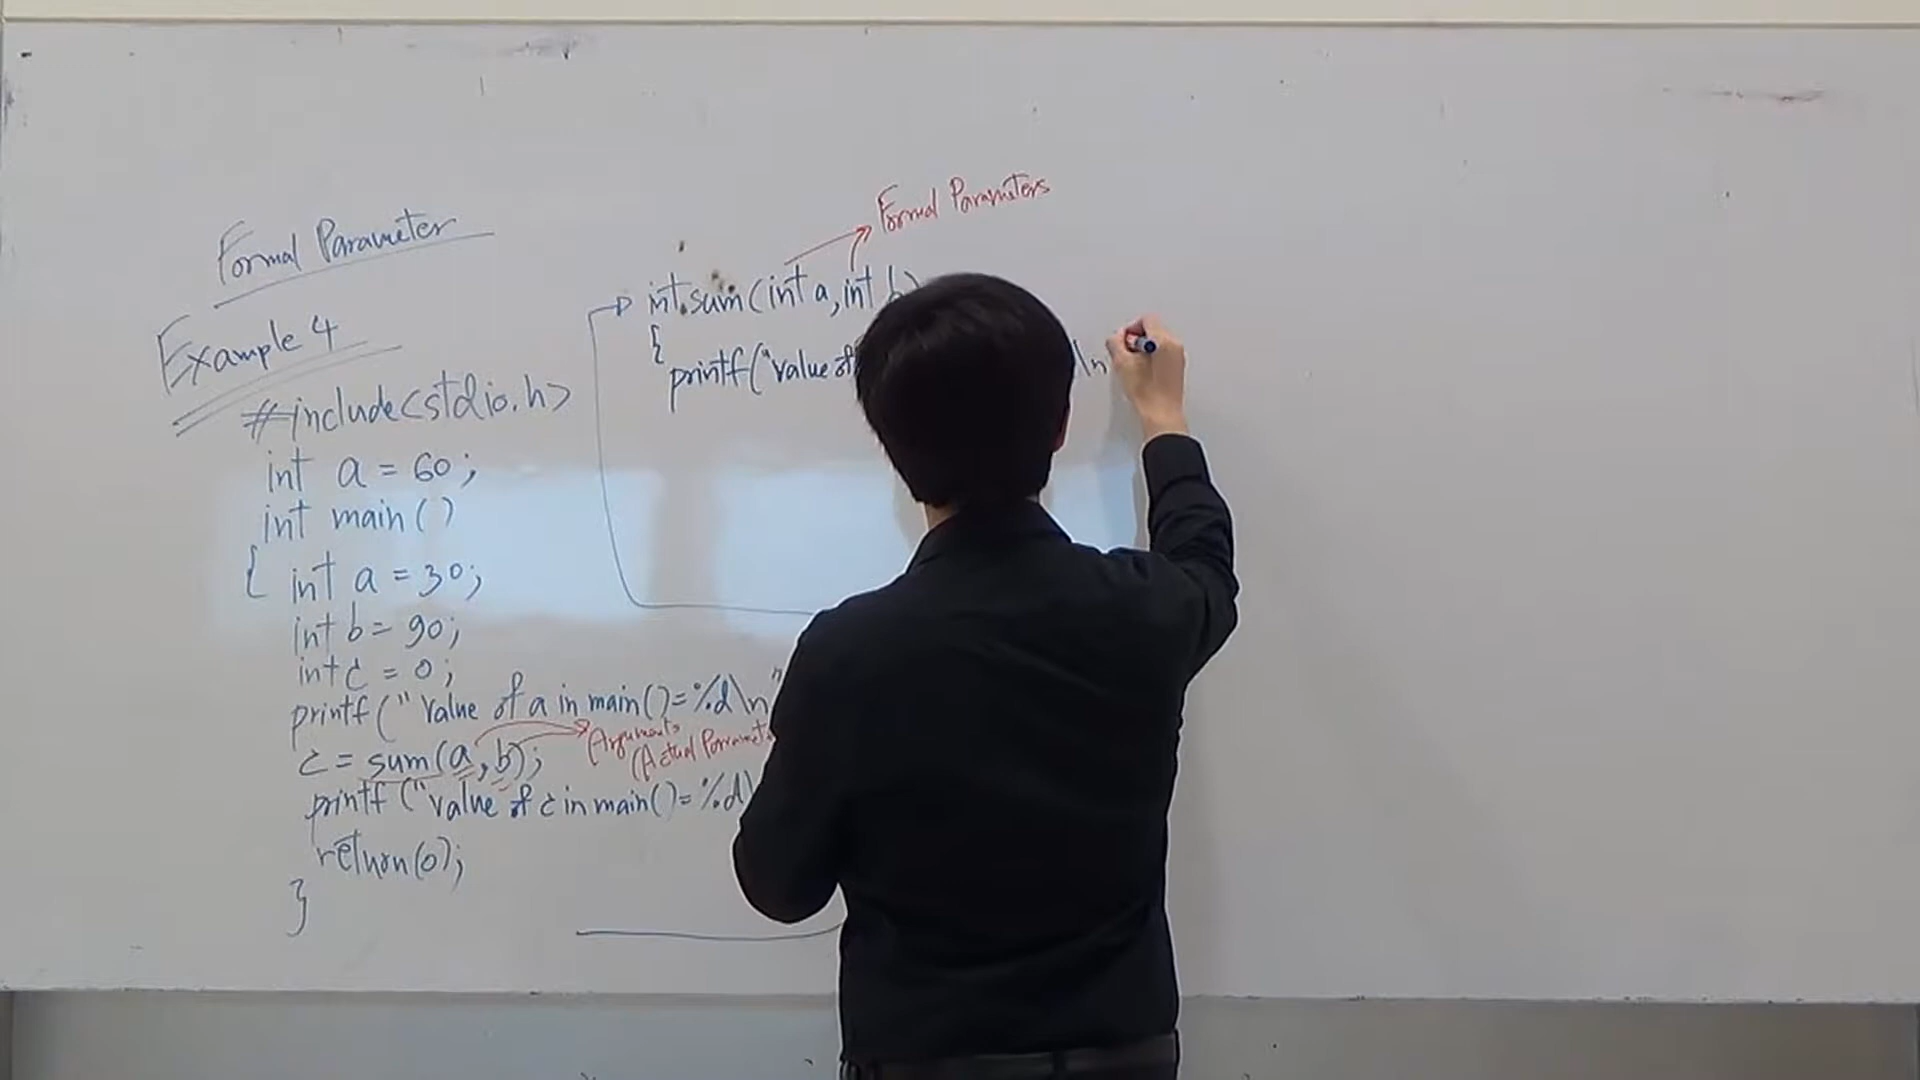 Formal Parameter
Example 4
#include<stdio.h>
int a = 60;
int main()
{ int a = 30;
int b = 90;
int c = 0;
printf("Value of a in main()=%d\n"
c = sum(a,b);
Arguments
(Actual
printf ("value of c in main()=%d\
return(0);
}
Formal Parameters
int sum(int a, int b)
{
printf("value of
\n